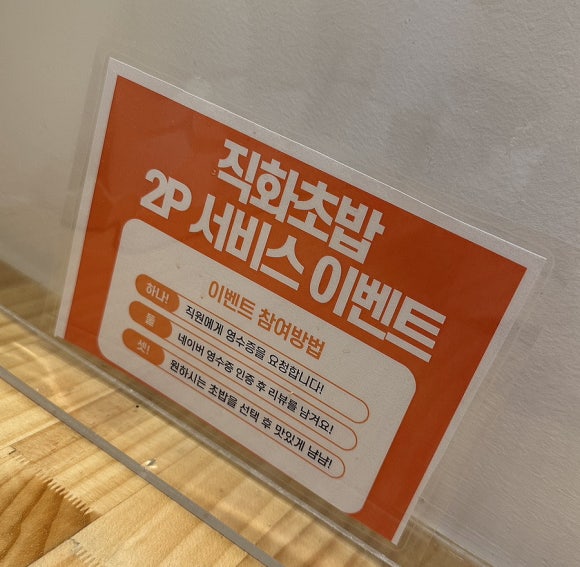 직화초밥
2P 서비스 이벤트
이벤트 참여방법
하나! 직원에게 영수증을 요청합니다!
둘 네이버 영수증 인증 후 리뷰를 남겨요!
셋! 원하시는 초밥을 선택 후 맛있게 냠냠!